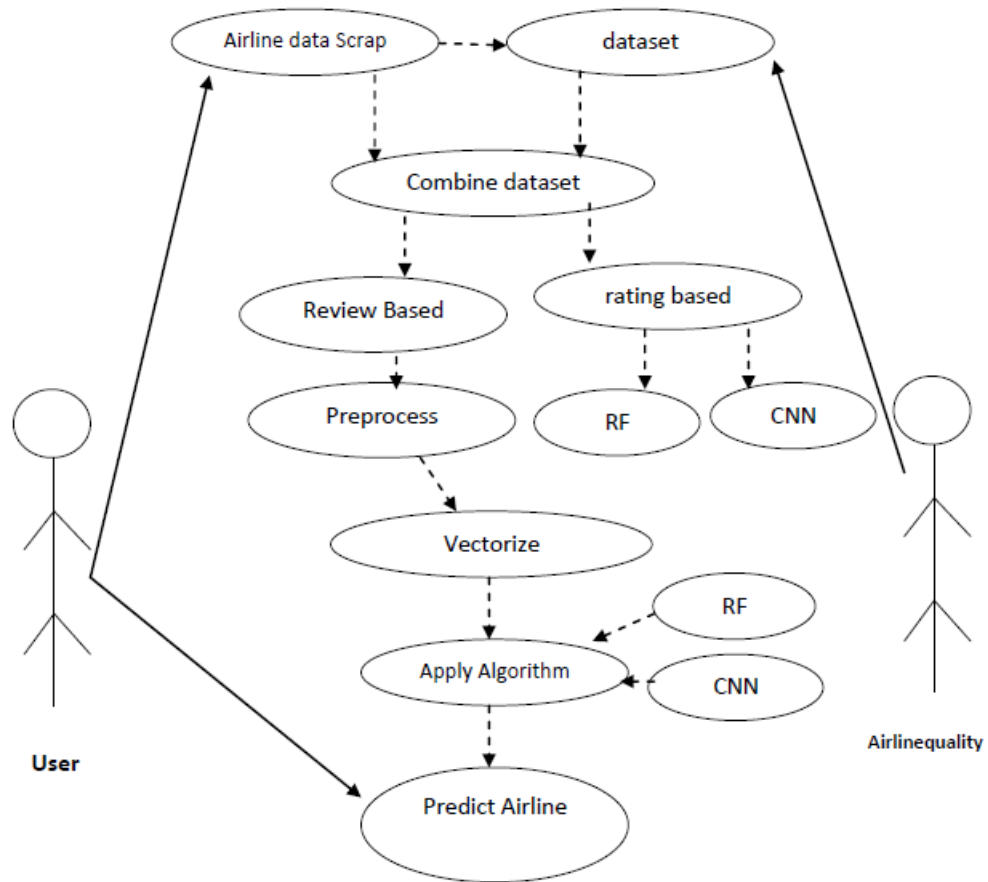 Airline data Scrap
dataset
Combine dataset
Review Based
rating based
Preprocess
RF
CNN
Vectorize
RF
Apply Algorithm
CNN
User
Airlinequality
Predict Airline